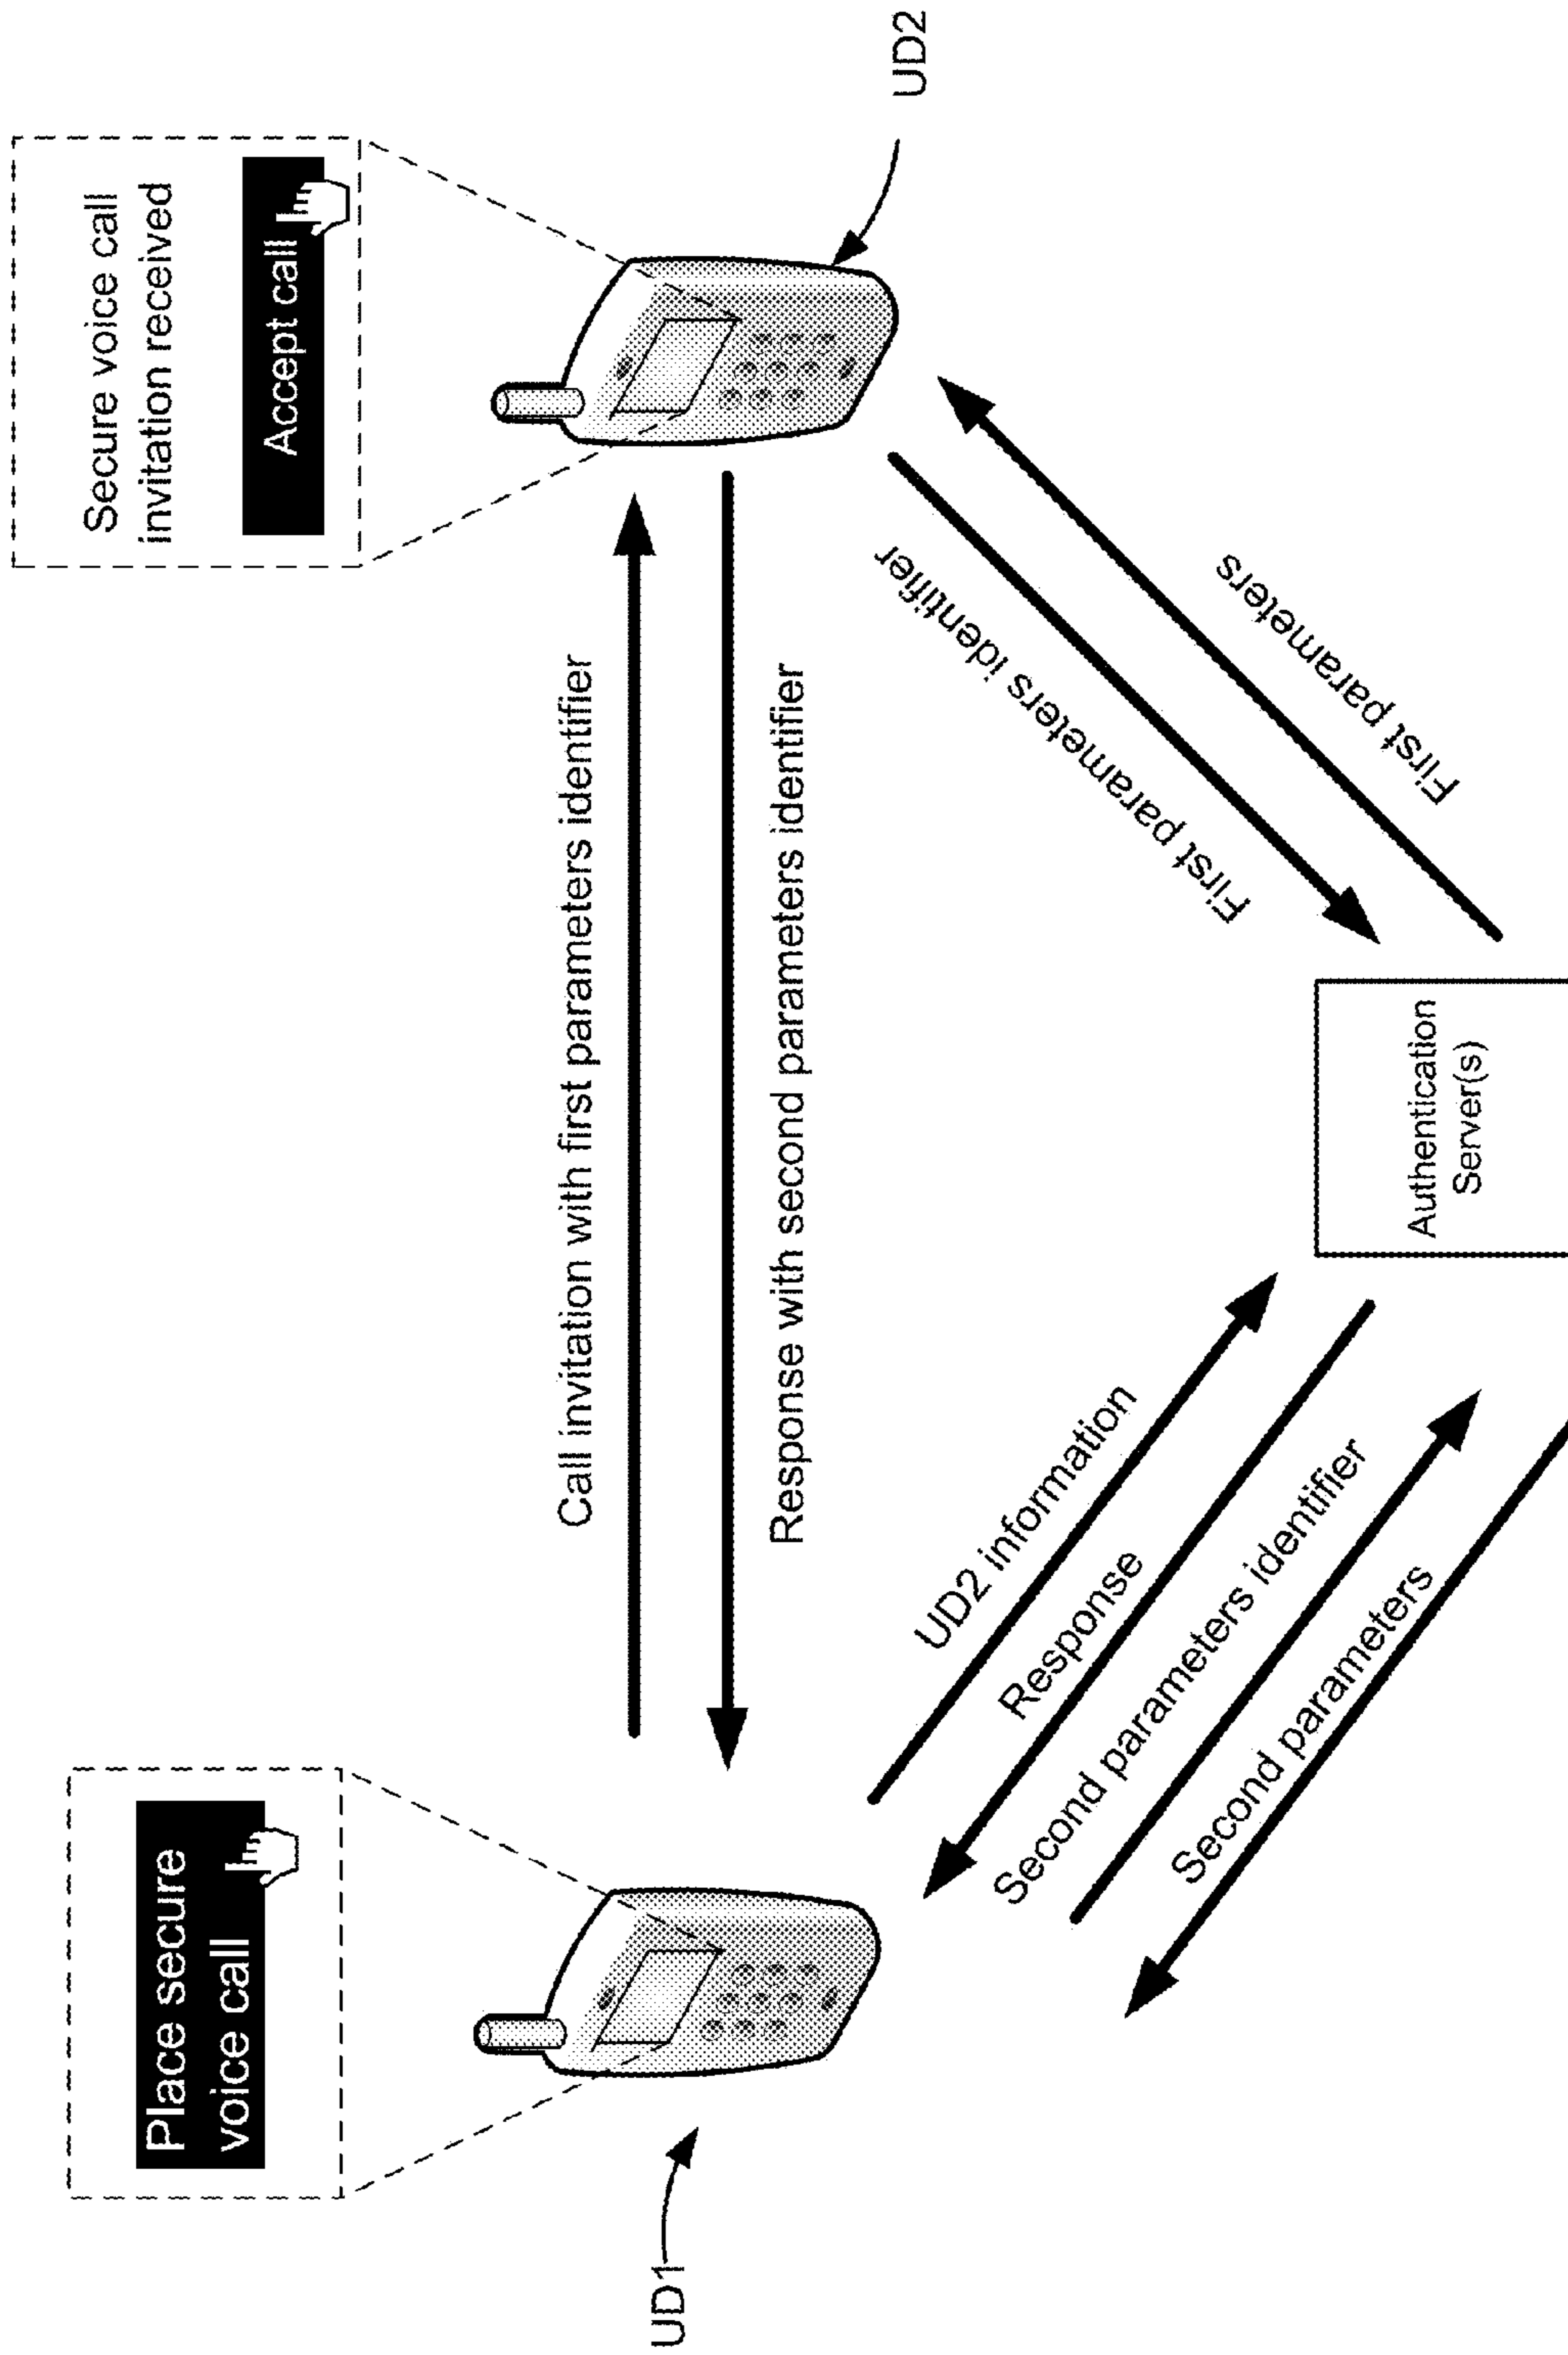 Place secure
voice call
Secure voice call
invitation received
Accept call
UD1
UD2
Call invitation with first parameters identifier
Response with second parameters identifier
UD2 information
Response
Second parameters identifier
Second parameters
First parameters identifier
First parameters
Authentication
Server(s)